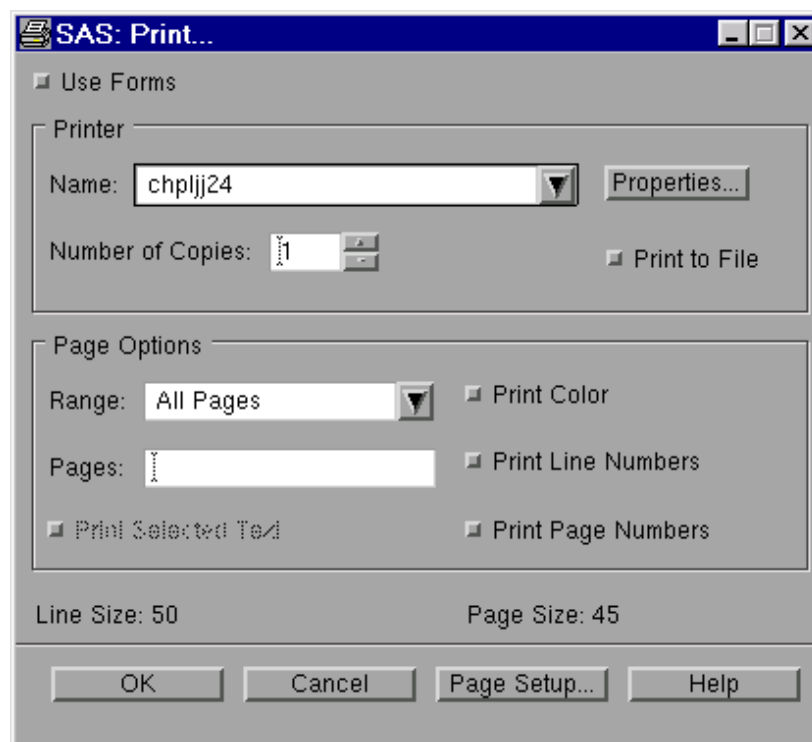 SAS: Print...
Use Forms
Printer
Name: chpljj24 Properties...
Number of Copies: 1 Print to File
Page Options
Range: All Pages Print Color
Pages: Print Line Numbers
Print Selected Text Print Page Numbers
Line Size: 50 Page Size: 45
OK Cancel Page Setup... Help